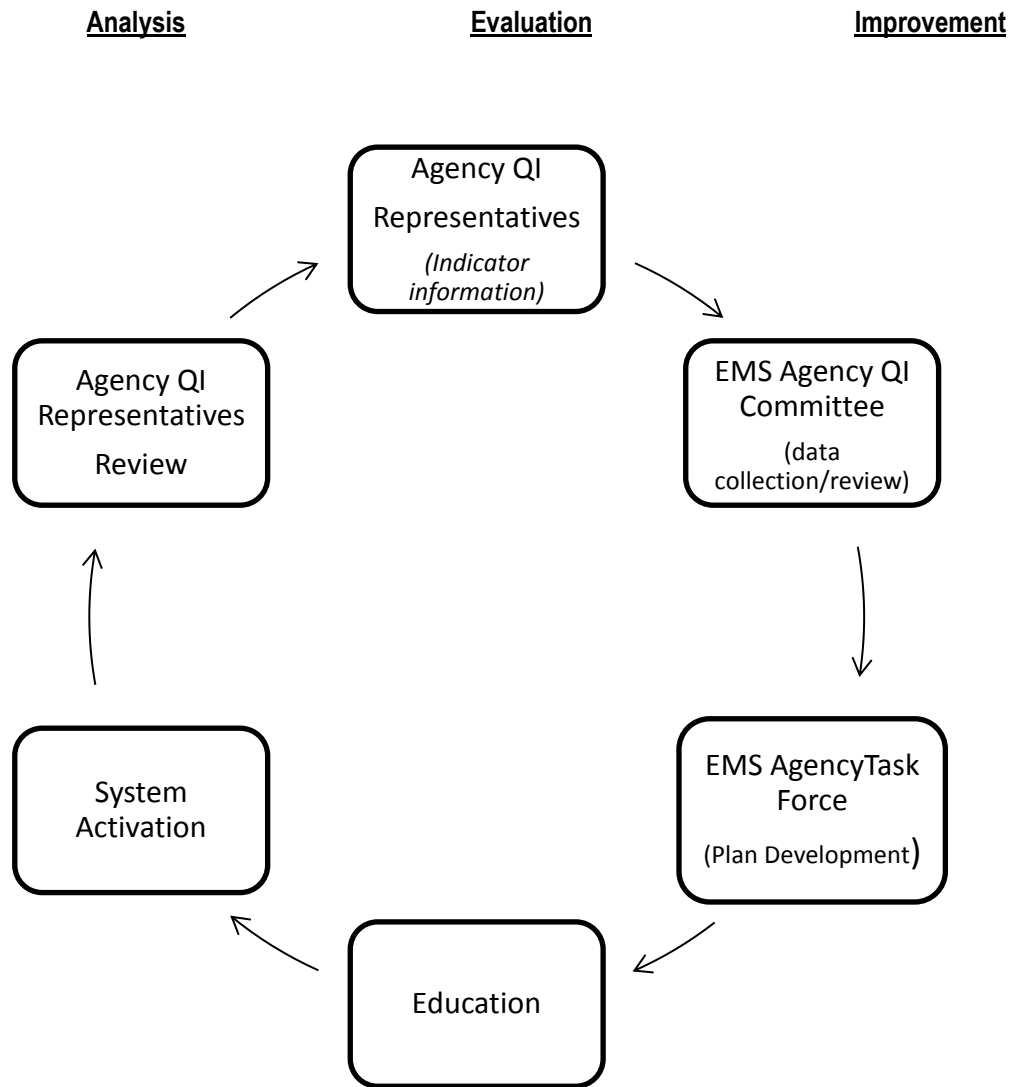 Analysis
Evaluation
Improvement
Agency QI
Representatives
(Indicator
information)
Agency QI
Representatives
Review
EMS Agency QI
Committee
(data
collection/review)
System
Activation
EMS AgencyTask
Force
(Plan Development)
Education